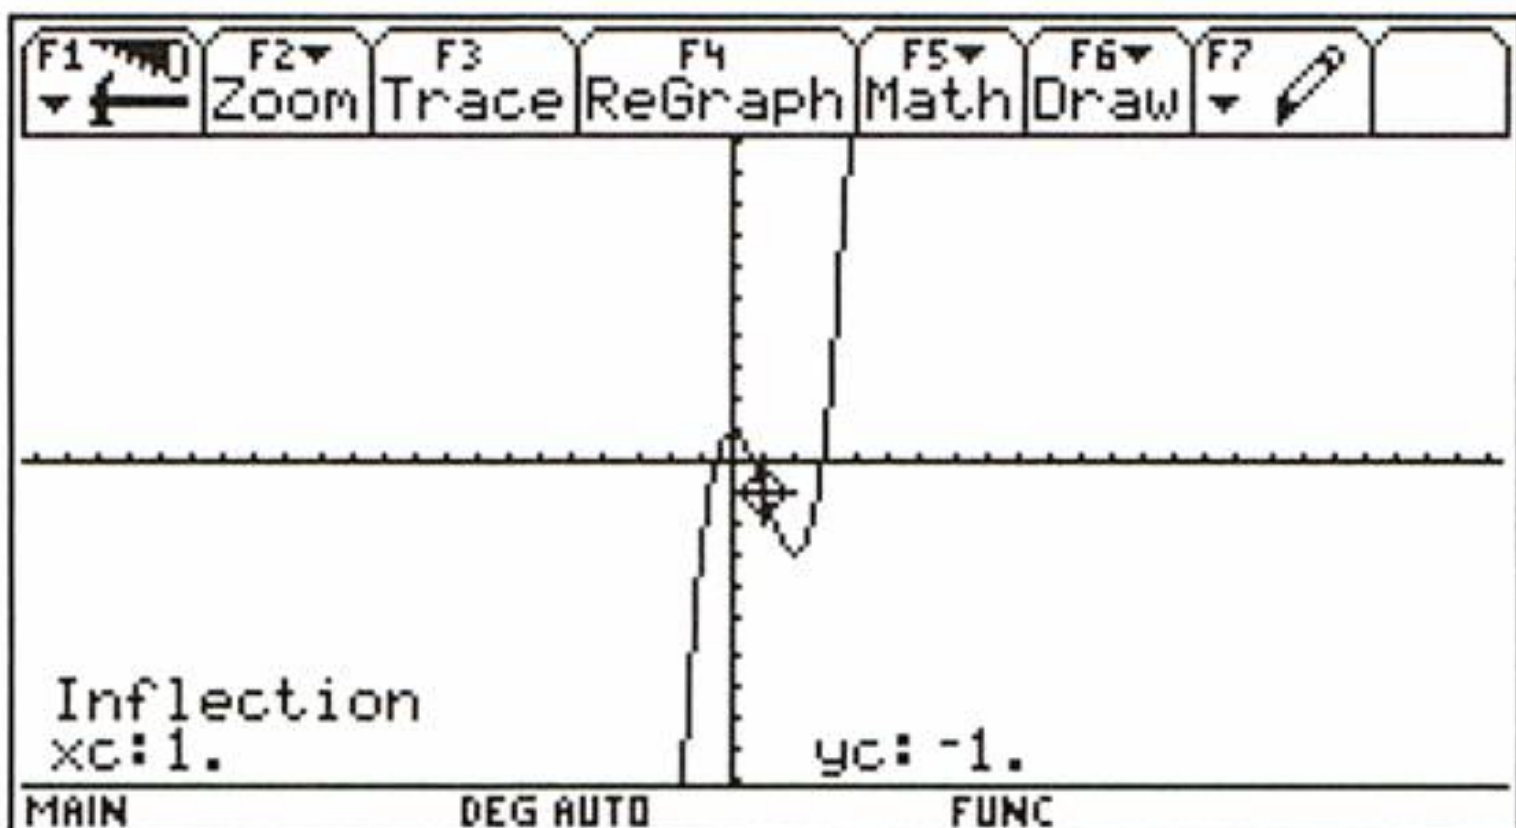 F1 F2 F3 F4 F5 F6 F7
Zoom Trace ReGraph Math Draw
Inflection
xc:1. yc:-1.
MAIN DEG AUTO FUNC